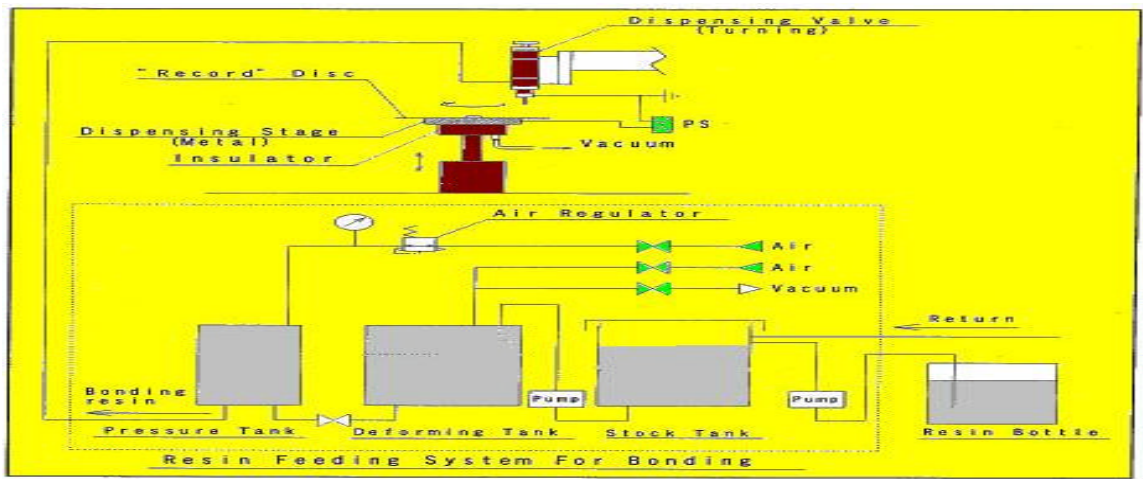 Dispensing Valve
(Turning)
"Record" Disc
Dispensing Stage
(Metal)
Insulator
PS
Vacuum
Air Regulator
Air
Air
Vacuum
Return
Bonding
resin
Pump
Pump
Pressure Tank
Deforming Tank
Stock Tank
Resin Bottle
Resin Feeding System For Bonding